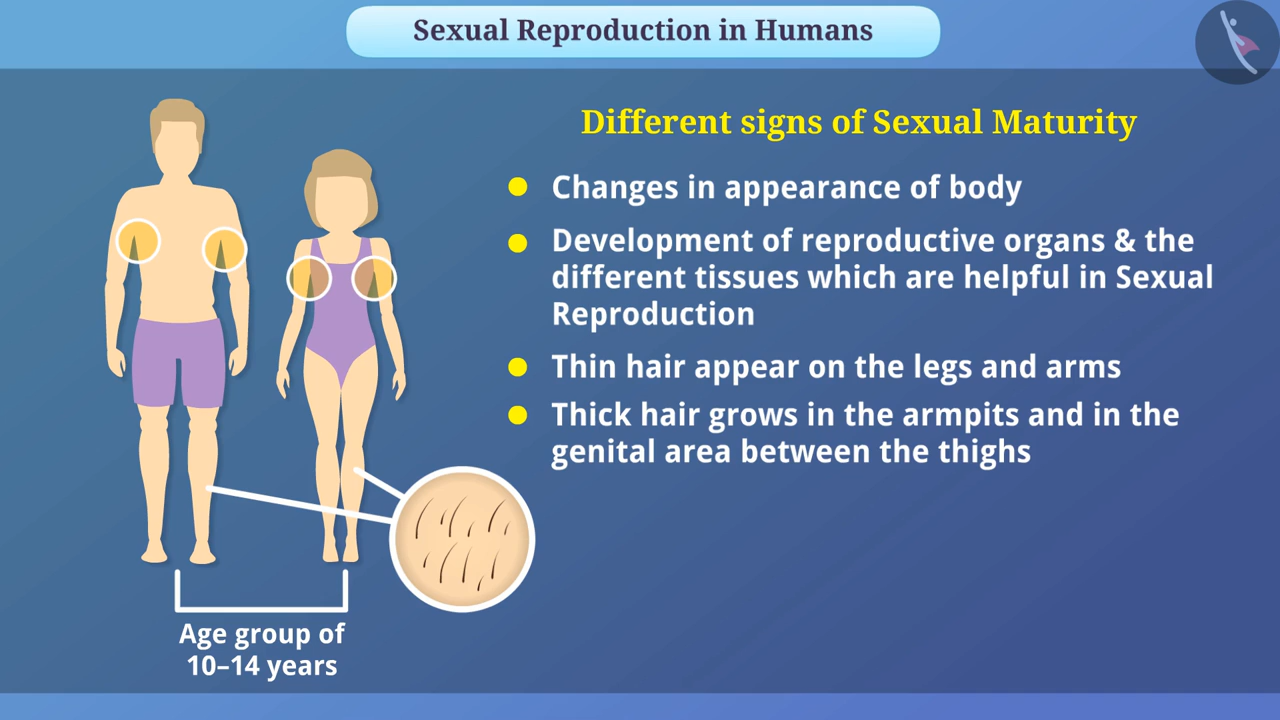 Sexual Reproduction in Humans
Different signs of Sexual Maturity
Changes in appearance of body
Development of reproductive organs & the
different tissues which are helpful in Sexual
Reproduction
Thin hair appear on the legs and arms
Thick hair grows in the armpits and in the
genital area between the thighs
Age group of
10–14 years